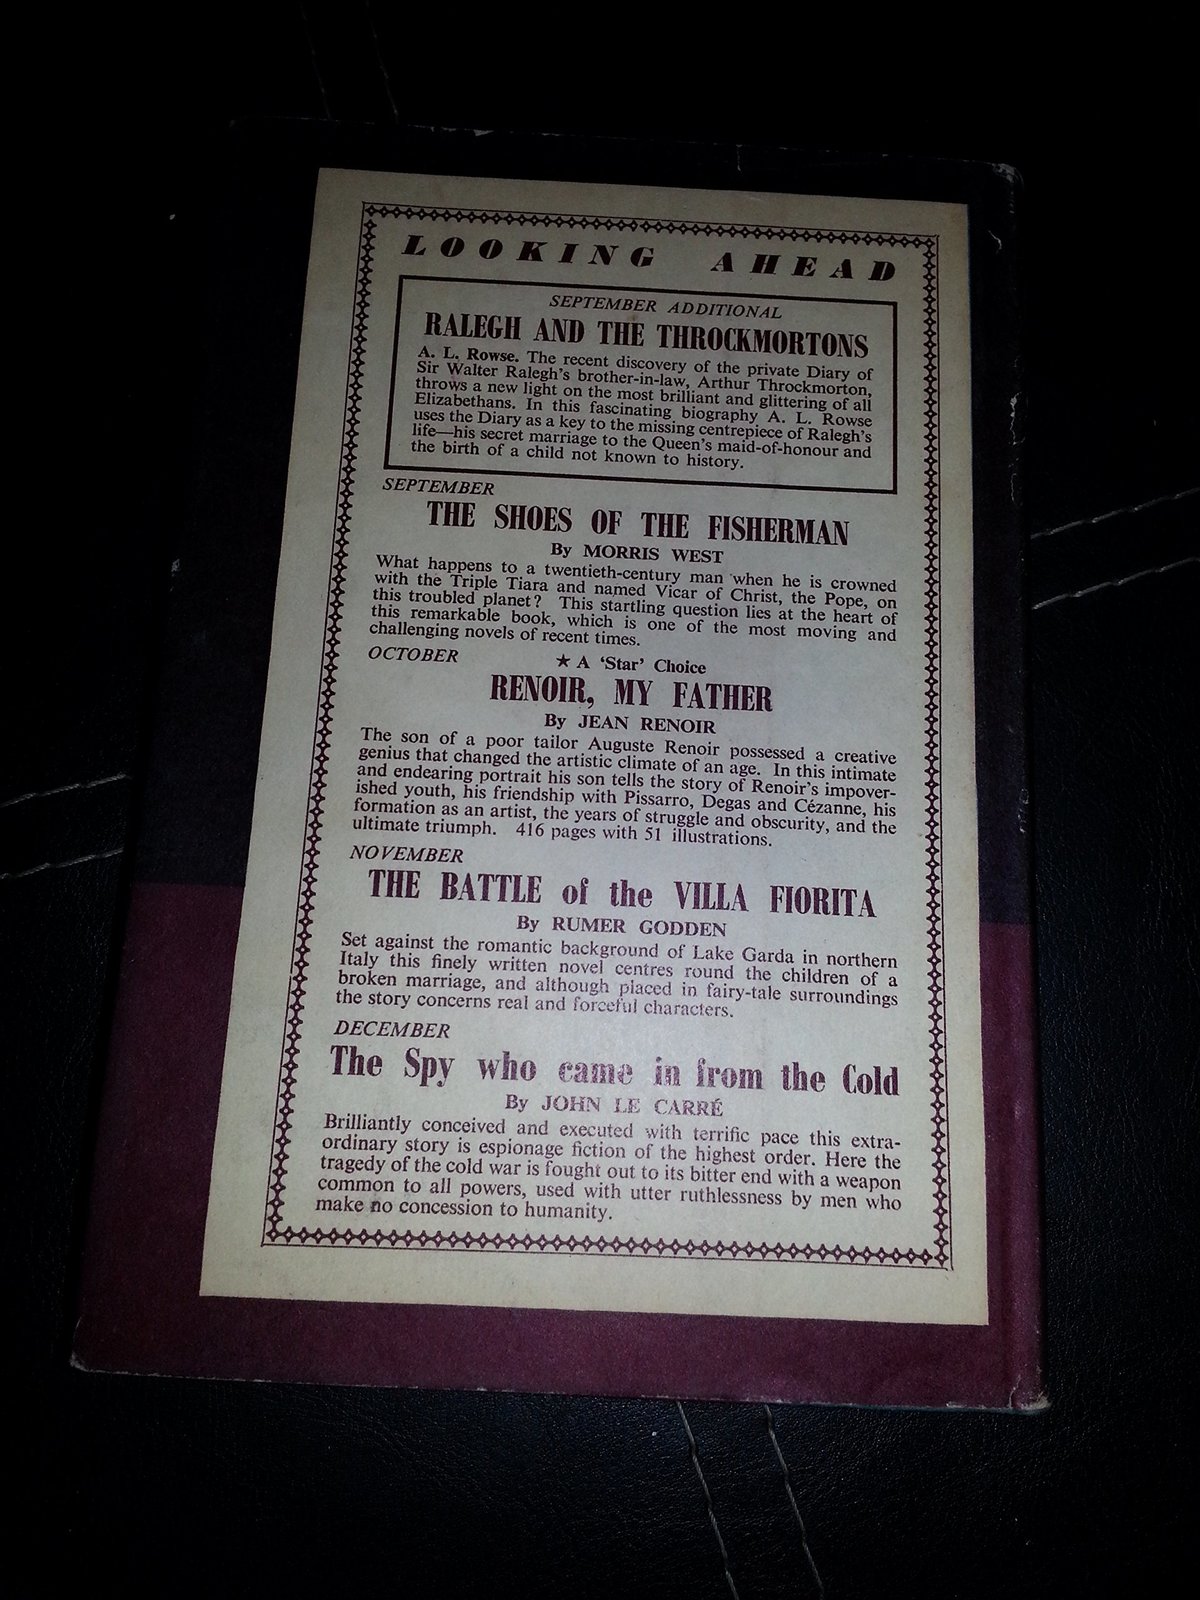 LOOKING AHEAD
SEPTEMBER ADDITIONAL
RALEGH AND THE THROCKMORTONS
A. L. Rowse. The recent discovery of the private Diary of
Sir Walter Ralegh's brother-in-law, Arthur Throckmorton,
throws a new light on the most brilliant and glittering of all
Elizabethans. In this fascinating biography A. L. Rowse
uses the Diary as a key to the missing centrepiece of Ralegh's
life—his secret marriage to the Queen's maid-of-honour and
the birth of a child not known to history.
SEPTEMBER
THE SHOES OF THE FISHERMAN
By MORRIS WEST
What happens to a twentieth-century man when he is crowned
with the Triple Tiara and named Vicar of Christ, the Pope, on
this troubled planet? This startling question lies at the heart of
this remarkable book, which is one of the most moving and
challenging novels of recent times.
OCTOBER ★ A 'Star' Choice
RENOIR, MY FATHER
By JEAN RENOIR
The son of a poor tailor Auguste Renoir possessed a creative
genius that changed the artistic climate of an age. In this intimate
and endearing portrait his son tells the story of Renoir's impover-
ished youth, his friendship with Pissarro, Degas and Cézanne, his
formation as an artist, the years of struggle and obscurity, and the
ultimate triumph. 416 pages with 51 illustrations.
NOVEMBER
THE BATTLE of the VILLA FIORITA
By RUMER GODDEN
Set against the romantic background of Lake Garda in northern
Italy this finely written novel centres round the children of a
broken marriage, and although placed in fairy-tale surroundings
the story concerns real and forceful characters.
DECEMBER
The Spy who came in from the Cold
By JOHN LE CARRÉ
Brilliantly conceived and executed with terrific pace this extra-
ordinary story is espionage fiction of the highest order. Here the
tragedy of the cold war is fought out to its bitter end with a weapon
common to all powers, used with utter ruthlessness by men who
make no concession to humanity.